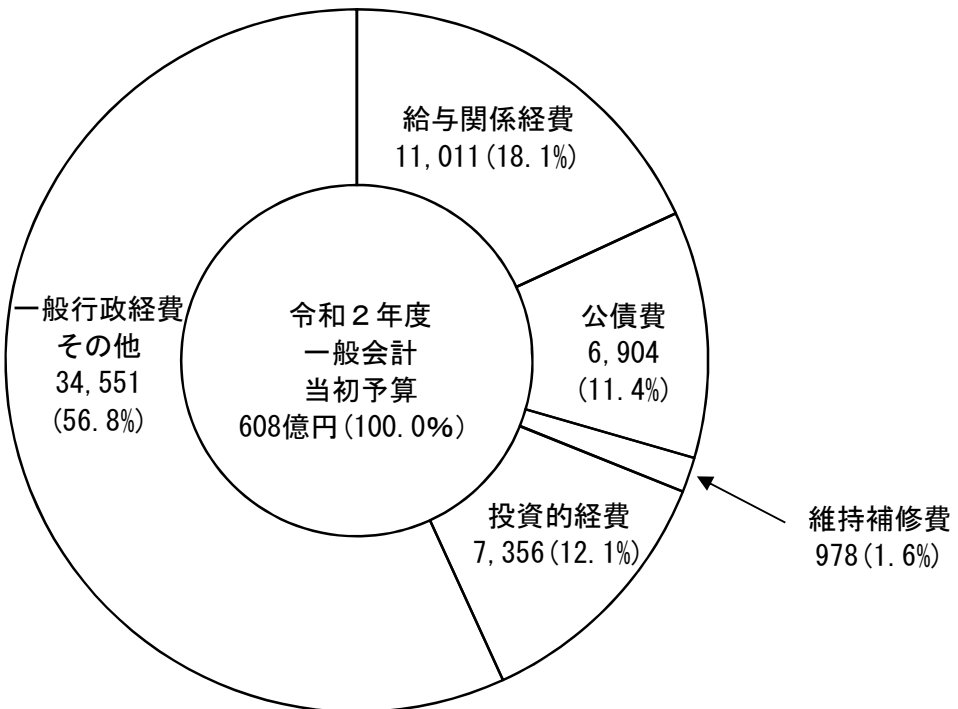 給与関係経費
11,011(18.1%)
公債費
6,904
(11.4%)
維持補修費
978(1.6%)
投資的経費
7,356(12.1%)
一般行政経費
その他
34,551
(56.8%)
令和２年度
一般会計
当初予算
608億円(100.0%)